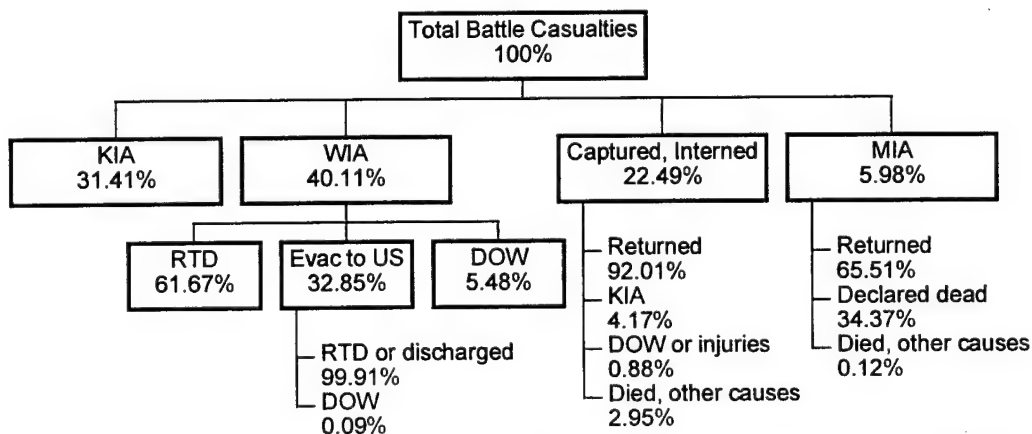 Total Battle Casualties
100%
KIA
31.41%
WIA
40.11%
Captured, Interned
22.49%
MIA
5.98%
RTD
61.67%
Evac to US
32.85%
DOW
5.48%
RTD or discharged
99.91%
DOW
0.09%
Returned
92.01%
KIA
4.17%
DOW or injuries
0.88%
Died, other causes
2.95%
Returned
65.51%
Declared dead
34.37%
Died, other causes
0.12%